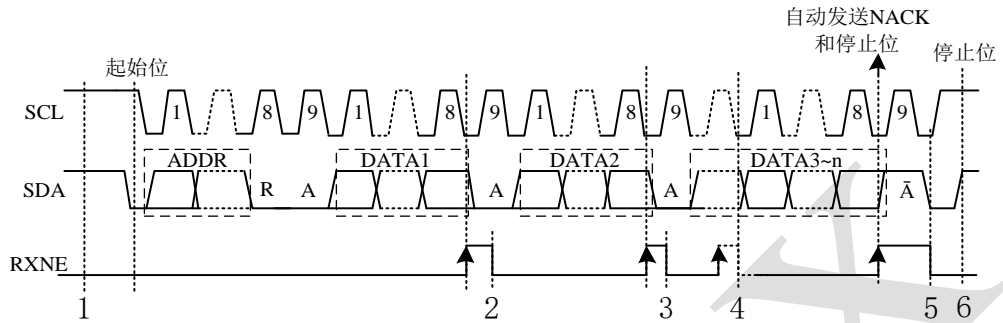 自动发送NACK
和停止位
停止位
起始位
SCL 1 8 9 1 8 9 1 8 9 1 8 9
ADDR DATA1 DATA2 DATA3~n
SDA R A A A Ā
RXNE
1 2 3 4 5 6